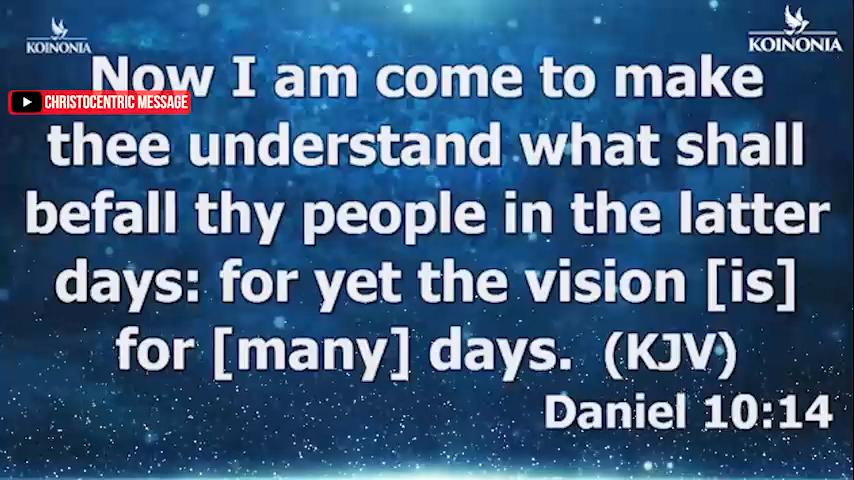 KOINONIA
KOINONIA
Now I am come to make
CHRISTOCENTRIC MESSAGE
thee understand what shall
befall thy people in the latter
days: for yet the vision [is]
for [many] days. (KJV)
Daniel 10:14